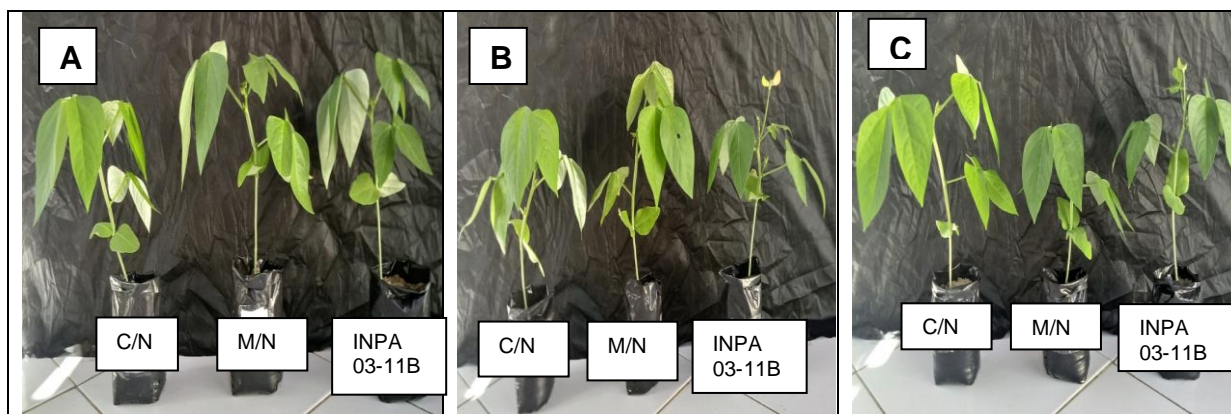 A
C/N
M/N
INPA
03-11B
B
C/N
M/N
INPA
03-11B
C
C/N
M/N
INPA
03-11B